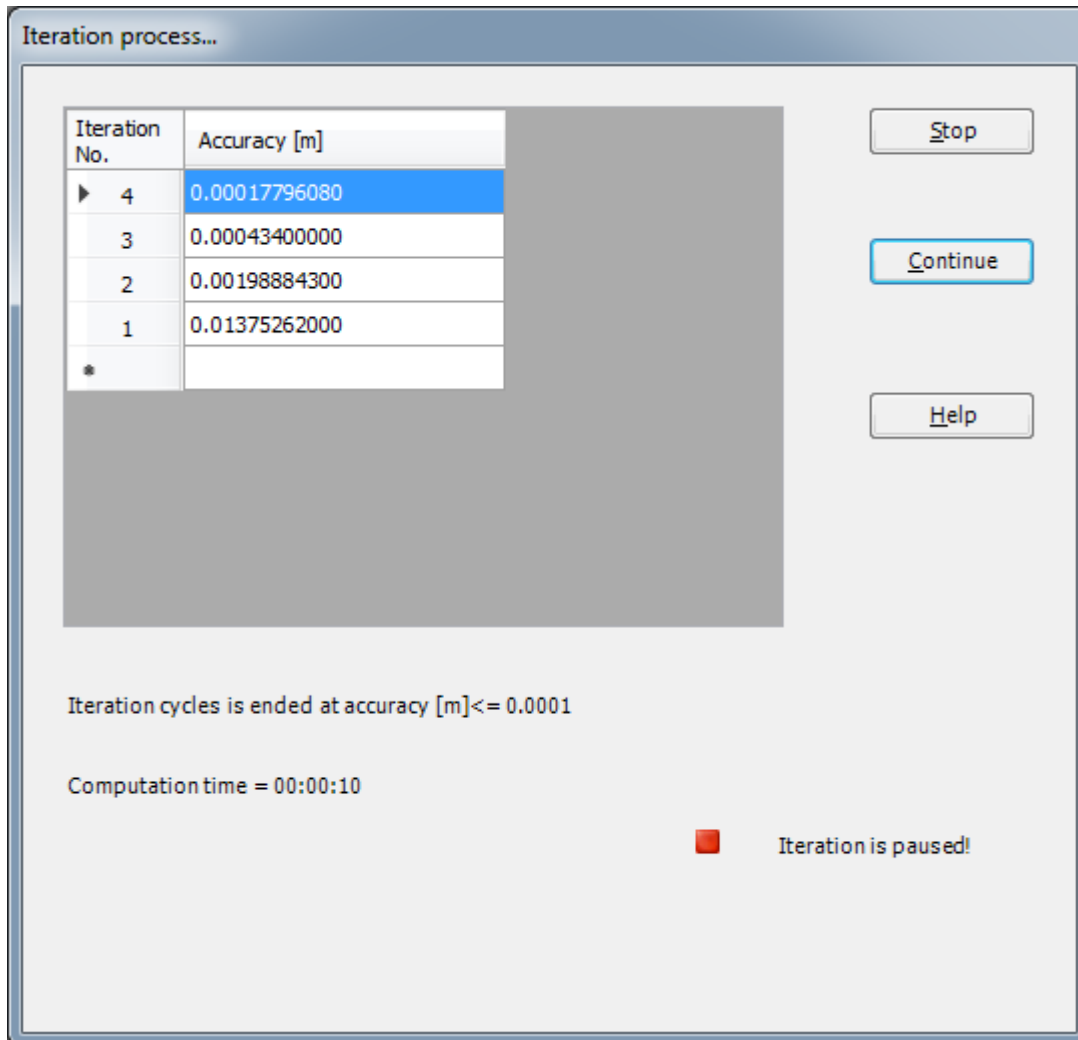 Iteration process...
Iteration
No.
Accuracy [m]
4 0.00017796080
3 0.00043400000
2 0.00198884300
1 0.01375262000
Stop
Continue
Help
Iteration cycles is ended at accuracy [m]<= 0.0001
Computation time = 00:00:10
Iteration is paused!